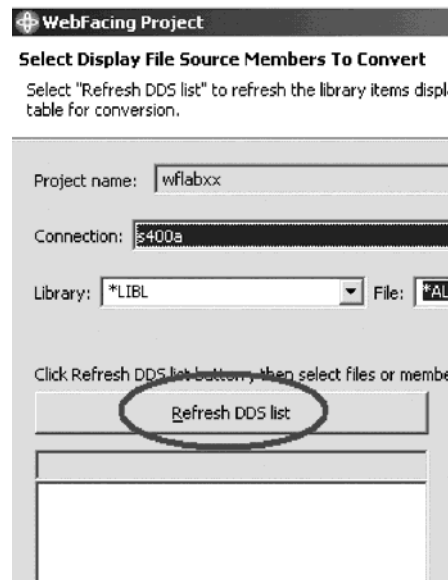 WebFacing Project
Select Display File Source Members To Convert
Select "Refresh DDS list" to refresh the library items displ
table for conversion.
Project name: wflabxx
Connection: s400a
Library: *LIBL File: *AL
Click Refresh DDS list button, then select files or membe
Refresh DDS list